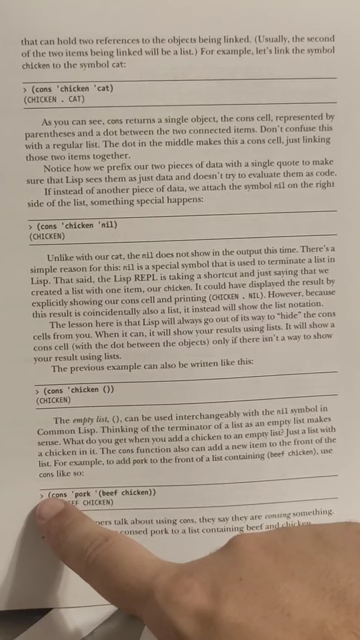 that can hold two references to the objects being linked. (Usually, the second
of the two items being linked will be a list.) For example, let's link the symbol
chicken to the symbol cat:
> (cons 'chicken 'cat)
(CHICKEN . CAT)
As you can see, cons returns a single object, the cons cell, represented by
parentheses and a dot between the two connected items. Don't confuse this
with a regular list. The dot in the middle makes this a cons cell, just linking
those two items together.
Notice how we prefix our two pieces of data with a single quote to make
sure that Lisp sees them as just data and doesn't try to evaluate them as code.
If instead of another piece of data, we attach the symbol nil on the right
side of the list, something special happens:
> (cons 'chicken 'nil)
(CHICKEN)
Unlike with our cat, the nil does not show in the output this time. There's a
simple reason for this: nil is a special symbol that is used to terminate a list in
Lisp. That said, the Lisp REPL is taking a shortcut and just saying that we
created a list with one item, our chicken. It could have displayed the result by
explicitly showing our cons cell and printing (CHICKEN . NIL). However, because
this result is coincidentally also a list, it instead will show the list notation.
The lesson here is that Lisp will always go out of its way to "hide" the cons
cells from you. When it can, it will show your results using lists. It will show a
cons cell (with the dot between the objects) only if there isn't a way to show
your result using lists.
The previous example can also be written like this:
> (cons 'chicken ())
(CHICKEN)
The empty list, (), can be used interchangeably with the nil symbol in
Common Lisp. Thinking of the terminator of a list as an empty list makes
sense. What do you get when you add a chicken to an empty list? Just a list with
a chicken in it. The cons function also can add a new item to the front of the
list. For example, to add pork to the front of a list containing (beef chicken), use
cons like so:
> (cons 'pork '(beef chicken))
CHICKEN)
talk about using cons, they say they are consing something.
consed pork to a list containing beef and chicken